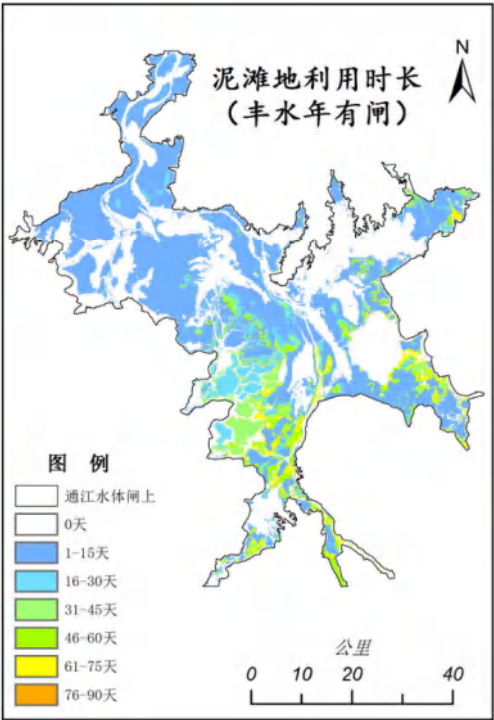 N
泥滩地利用时长
（丰水年有闸）
图 例
通江水体闸上
0天
1-15天
16-30天
31-45天
46-60天
61-75天
76-90天
公里
0 10 20 40